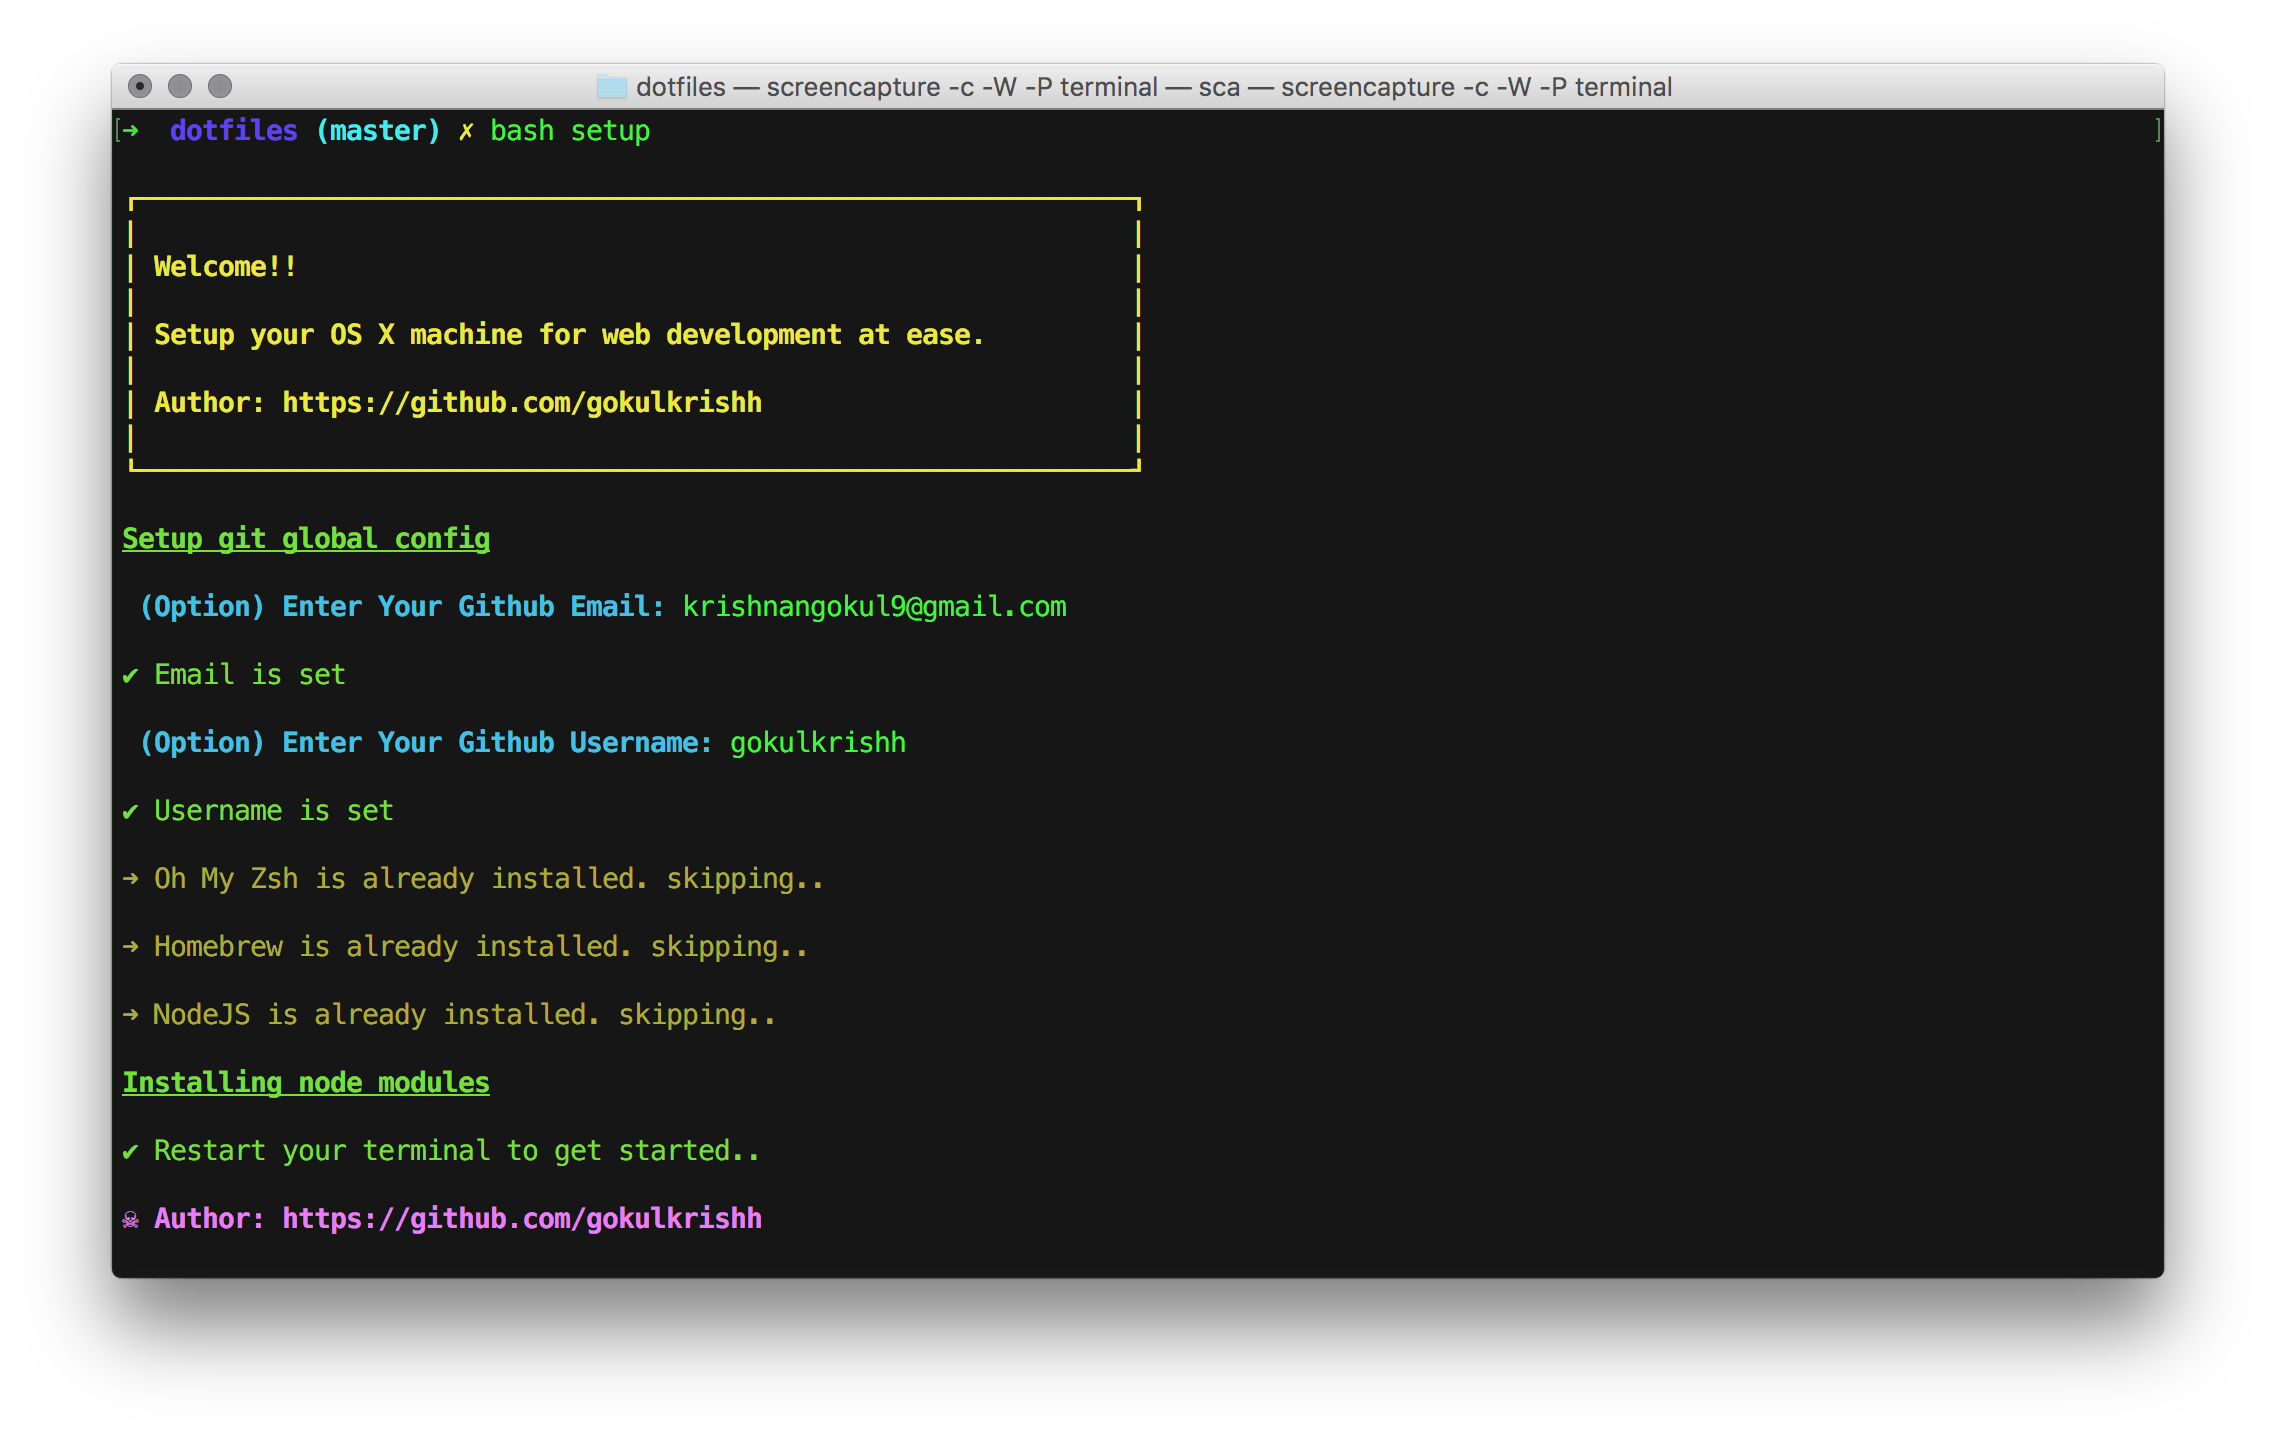 dotfiles — screencapture -c -W -P terminal — sca — screencapture -c -W -P terminal
[➜  dotfiles (master) ✗ bash setup ]
Welcome!!
Setup your OS X machine for web development at ease.
Author: https://github.com/gokulkrishh
Setup git global config
(Option) Enter Your Github Email: krishnangokul9@gmail.com
✔ Email is set
(Option) Enter Your Github Username: gokulkrishh
✔ Username is set
➜ Oh My Zsh is already installed. skipping..
➜ Homebrew is already installed. skipping..
➜ NodeJS is already installed. skipping..
Installing node modules
✔ Restart your terminal to get started..
☠ Author: https://github.com/gokulkrishh